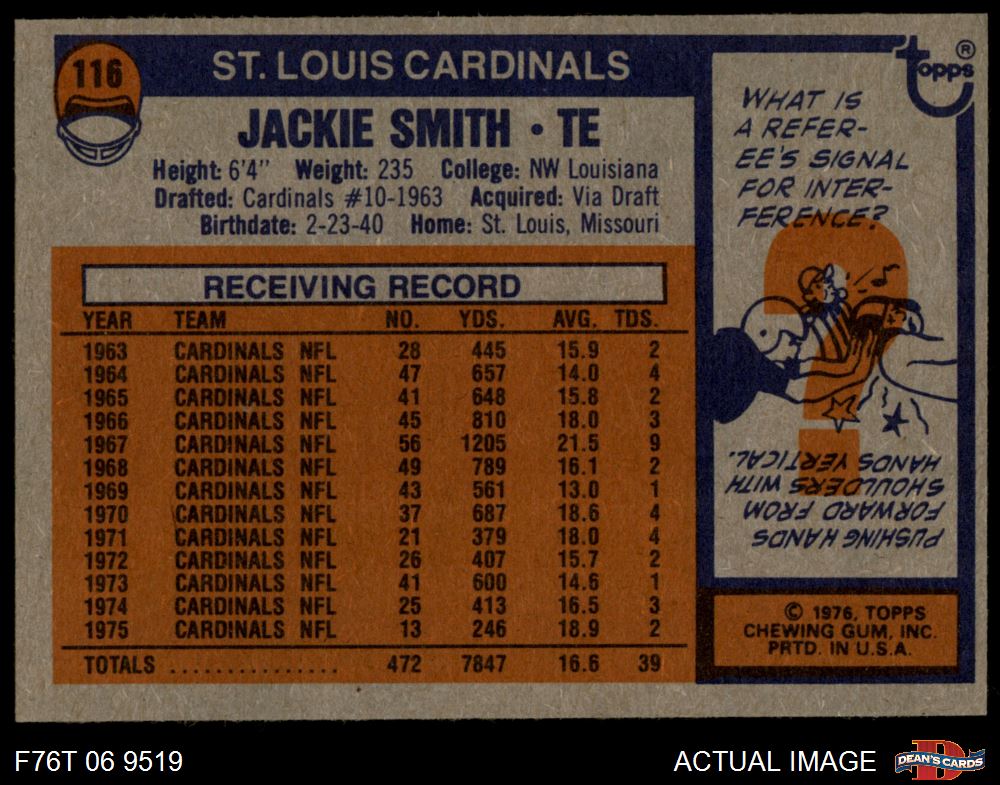 116
ST. LOUIS CARDINALS
JACKIE SMITH • TE
Height: 6'4" Weight: 235 College: NW Louisiana
Drafted: Cardinals #10-1963 Acquired: Via Draft
Birthdate: 2-23-40 Home: St. Louis, Missouri
RECEIVING RECORD
YEAR TEAM NO. YDS. AVG. TDS.
1963 CARDINALS NFL 28 445 15.9 2
1964 CARDINALS NFL 47 657 14.0 4
1965 CARDINALS NFL 41 648 15.8 2
1966 CARDINALS NFL 45 810 18.0 3
1967 CARDINALS NFL 56 1205 21.5 9
1968 CARDINALS NFL 49 789 16.1 2
1969 CARDINALS NFL 43 561 13.0 1
1970 CARDINALS NFL 37 687 18.6 4
1971 CARDINALS NFL 21 379 18.0 4
1972 CARDINALS NFL 26 407 15.7 2
1973 CARDINALS NFL 41 600 14.6 1
1974 CARDINALS NFL 25 413 16.5 3
1975 CARDINALS NFL 13 246 18.9 2
TOTALS ................ 472 7847 16.6 39
topps ®
WHAT IS
A REFER-
EE'S SIGNAL
FOR INTER-
FERENCE?
?
PUSHING HANDS
FORWARD FROM
SHOULDERS WITH
HANDS VERTICAL.
© 1976, TOPPS
CHEWING GUM, INC.
PRTD. IN U.S.A.
F76T 06 9519
ACTUAL IMAGE
D
DEAN'S CARDS